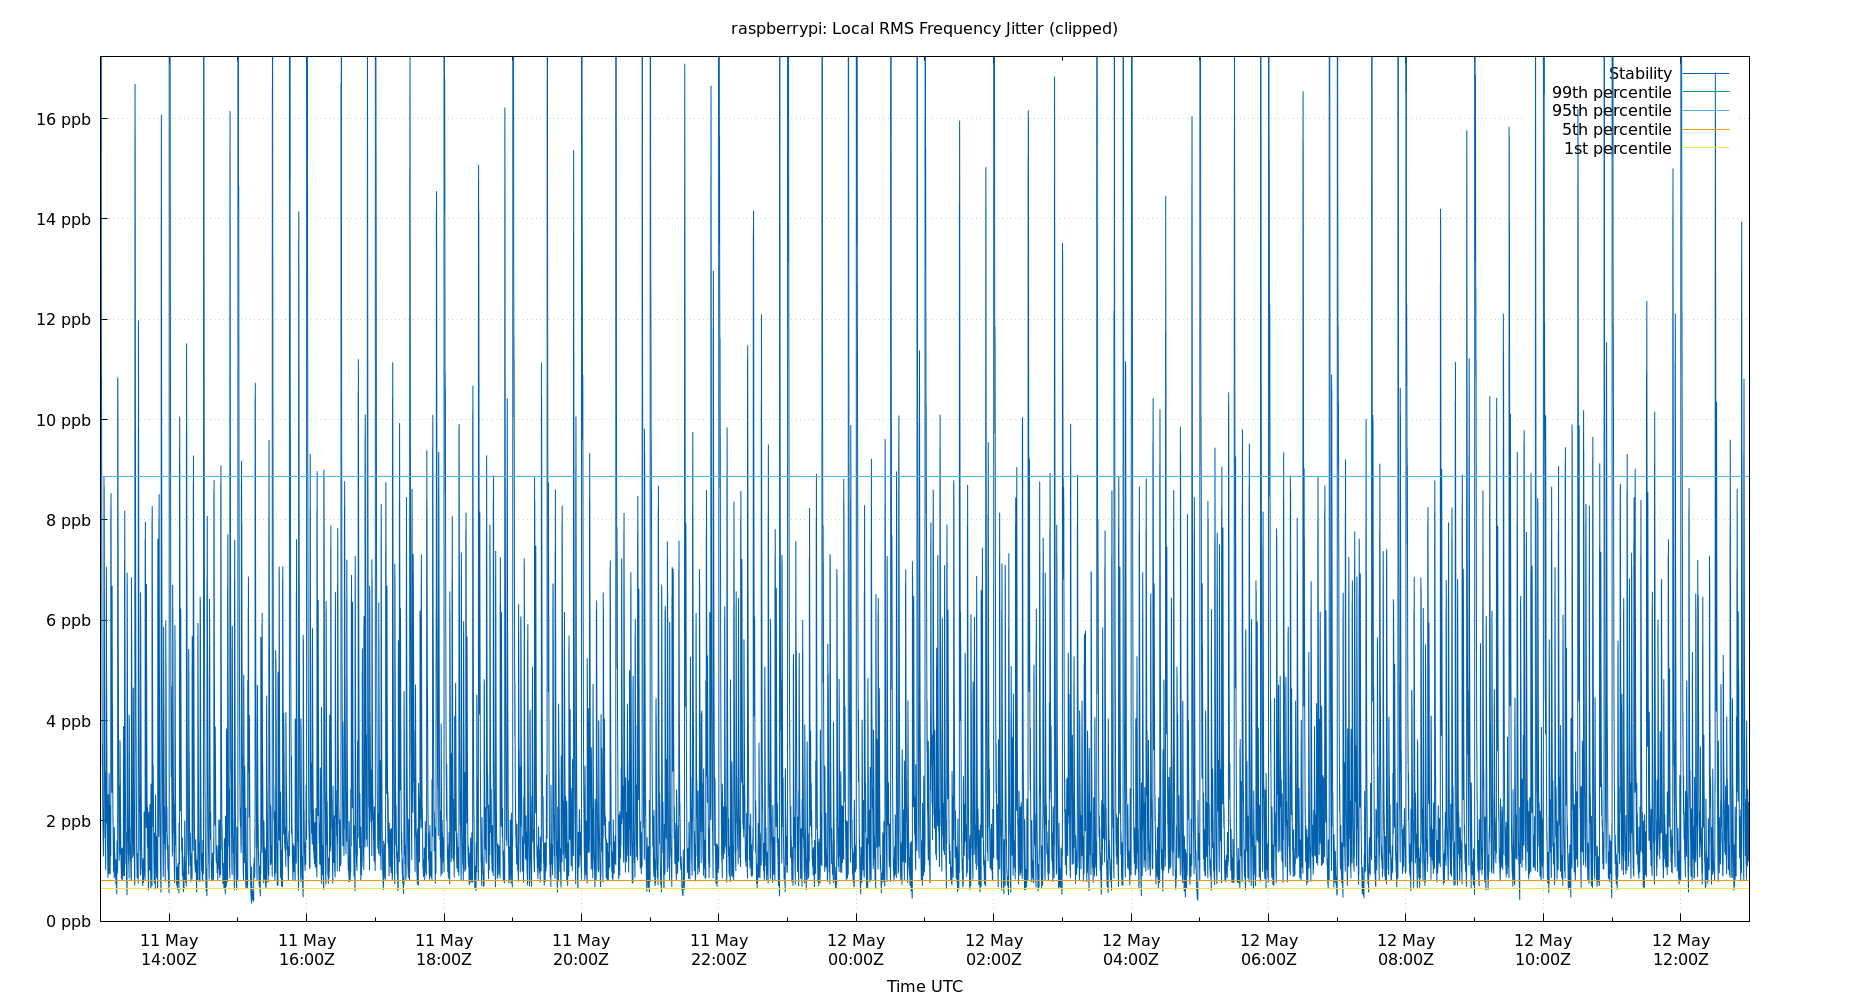 raspberrypi: Local RMS Frequency Jitter (clipped)
Stability
99th percentile
95th percentile
5th percentile
1st percentile
16 ppb
14 ppb
12 ppb
10 ppb
8 ppb
6 ppb
4 ppb
2 ppb
0 ppb
11 May 11 May 11 May 11 May 11 May 12 May 12 May 12 May 12 May 12 May 12 May 12 May
14:00Z 16:00Z 18:00Z 20:00Z 22:00Z 00:00Z 02:00Z 04:00Z 06:00Z 08:00Z 10:00Z 12:00Z
Time UTC